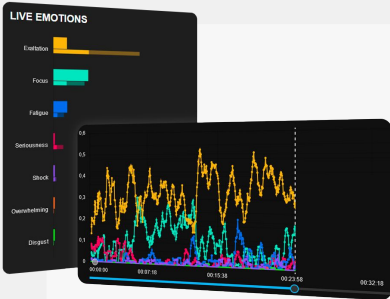 LIVE EMOTIONS
Exaltation
Focus
Fatigue
Seriousness
Shock
Overwhelming
Disgust
0,6
0,5
0,4
0,3
0,2
0,1
0
00:00:00
00:07:18
00:15:38
00:23:58
00:32:18